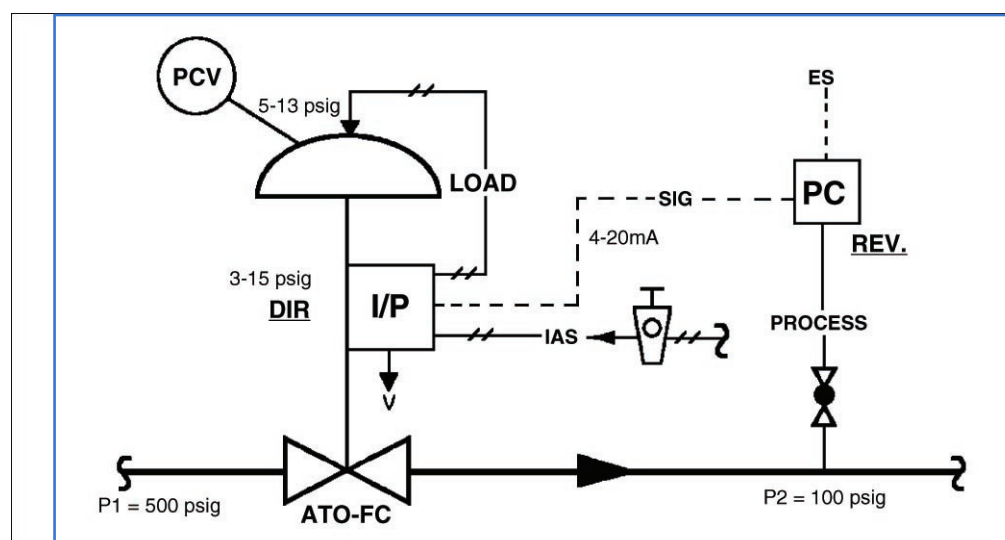 PCV
5-13 psig
ES
LOAD
SIG
PC
4-20mA
REV.
3-15 psig
DIR
I/P
IAS
PROCESS
V
P1 = 500 psig
ATO-FC
P2 = 100 psig